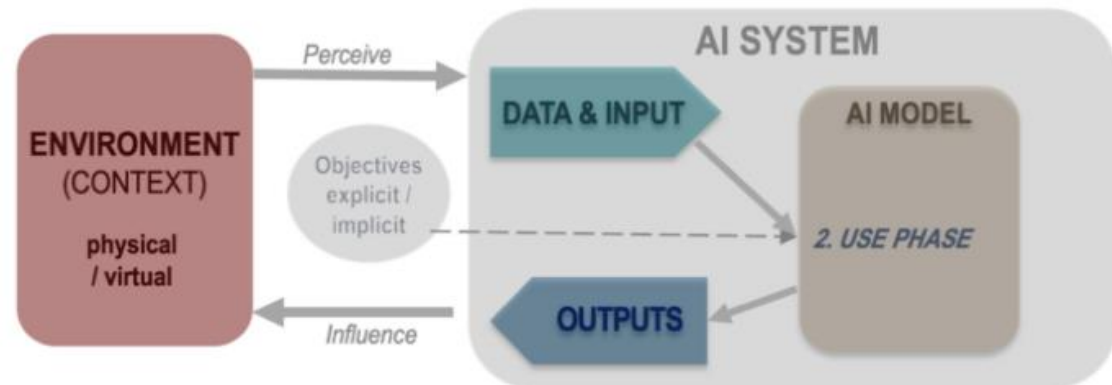 AI SYSTEM
Perceive
ENVIRONMENT
(CONTEXT)
physical
/ virtual
Objectives
explicit /
implicit
DATA & INPUT
AI MODEL
2. USE PHASE
OUTPUTS
Influence